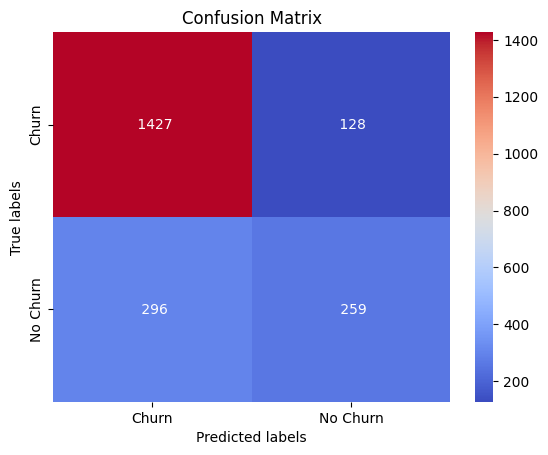 Confusion Matrix
1427 128
296 259
Churn
No Churn
True labels
Churn No Churn
Predicted labels
1400
1200
1000
800
600
400
200